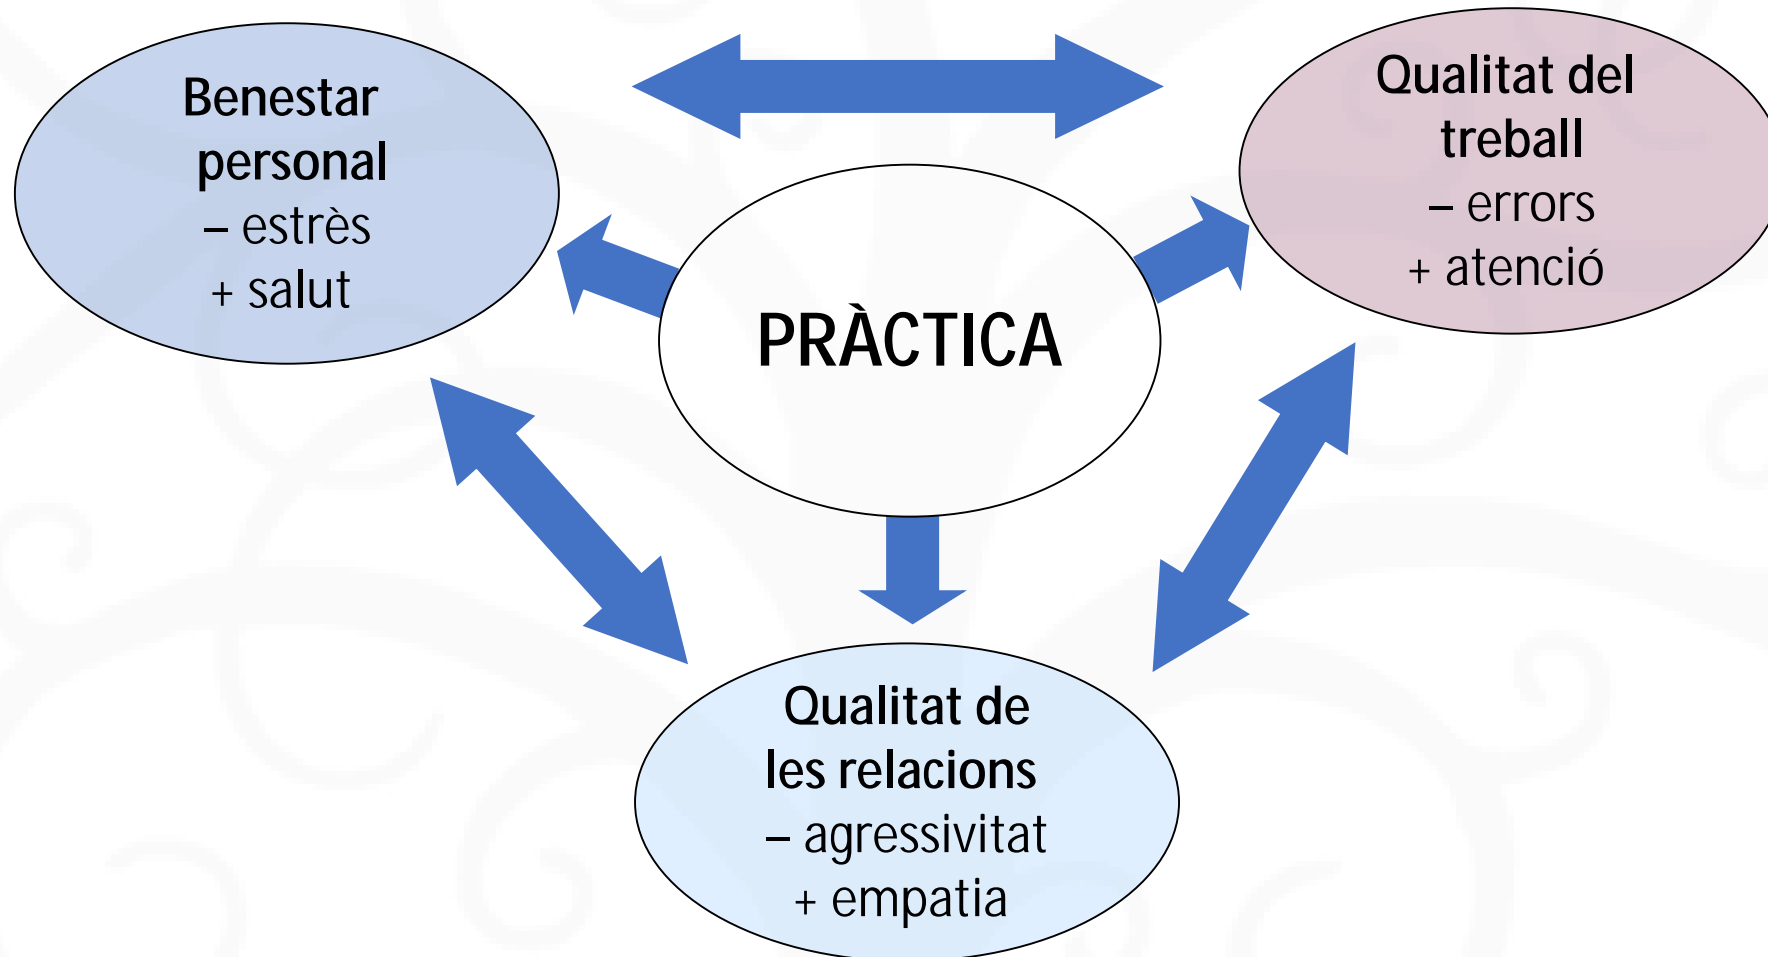 Benestar
personal
– estrès
+ salut
Qualitat del
treball
– errors
+ atenció
PRÀCTICA
Qualitat de
les relacions
– agressivitat
+ empatia